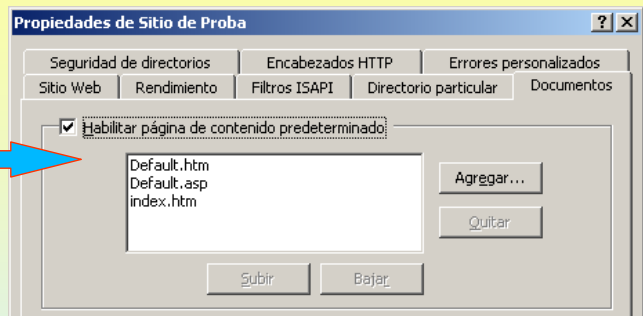 Propiedades de Sitio de Proba
Seguridad de directorios Encabezados HTTP Errores personalizados
Sitio Web Rendimiento Filtros ISAPI Directorio particular Documentos
Habilitar página de contenido predeterminado
Default.htm
Default.asp
index.htm
Agregar...
Quitar
Subir Bajar